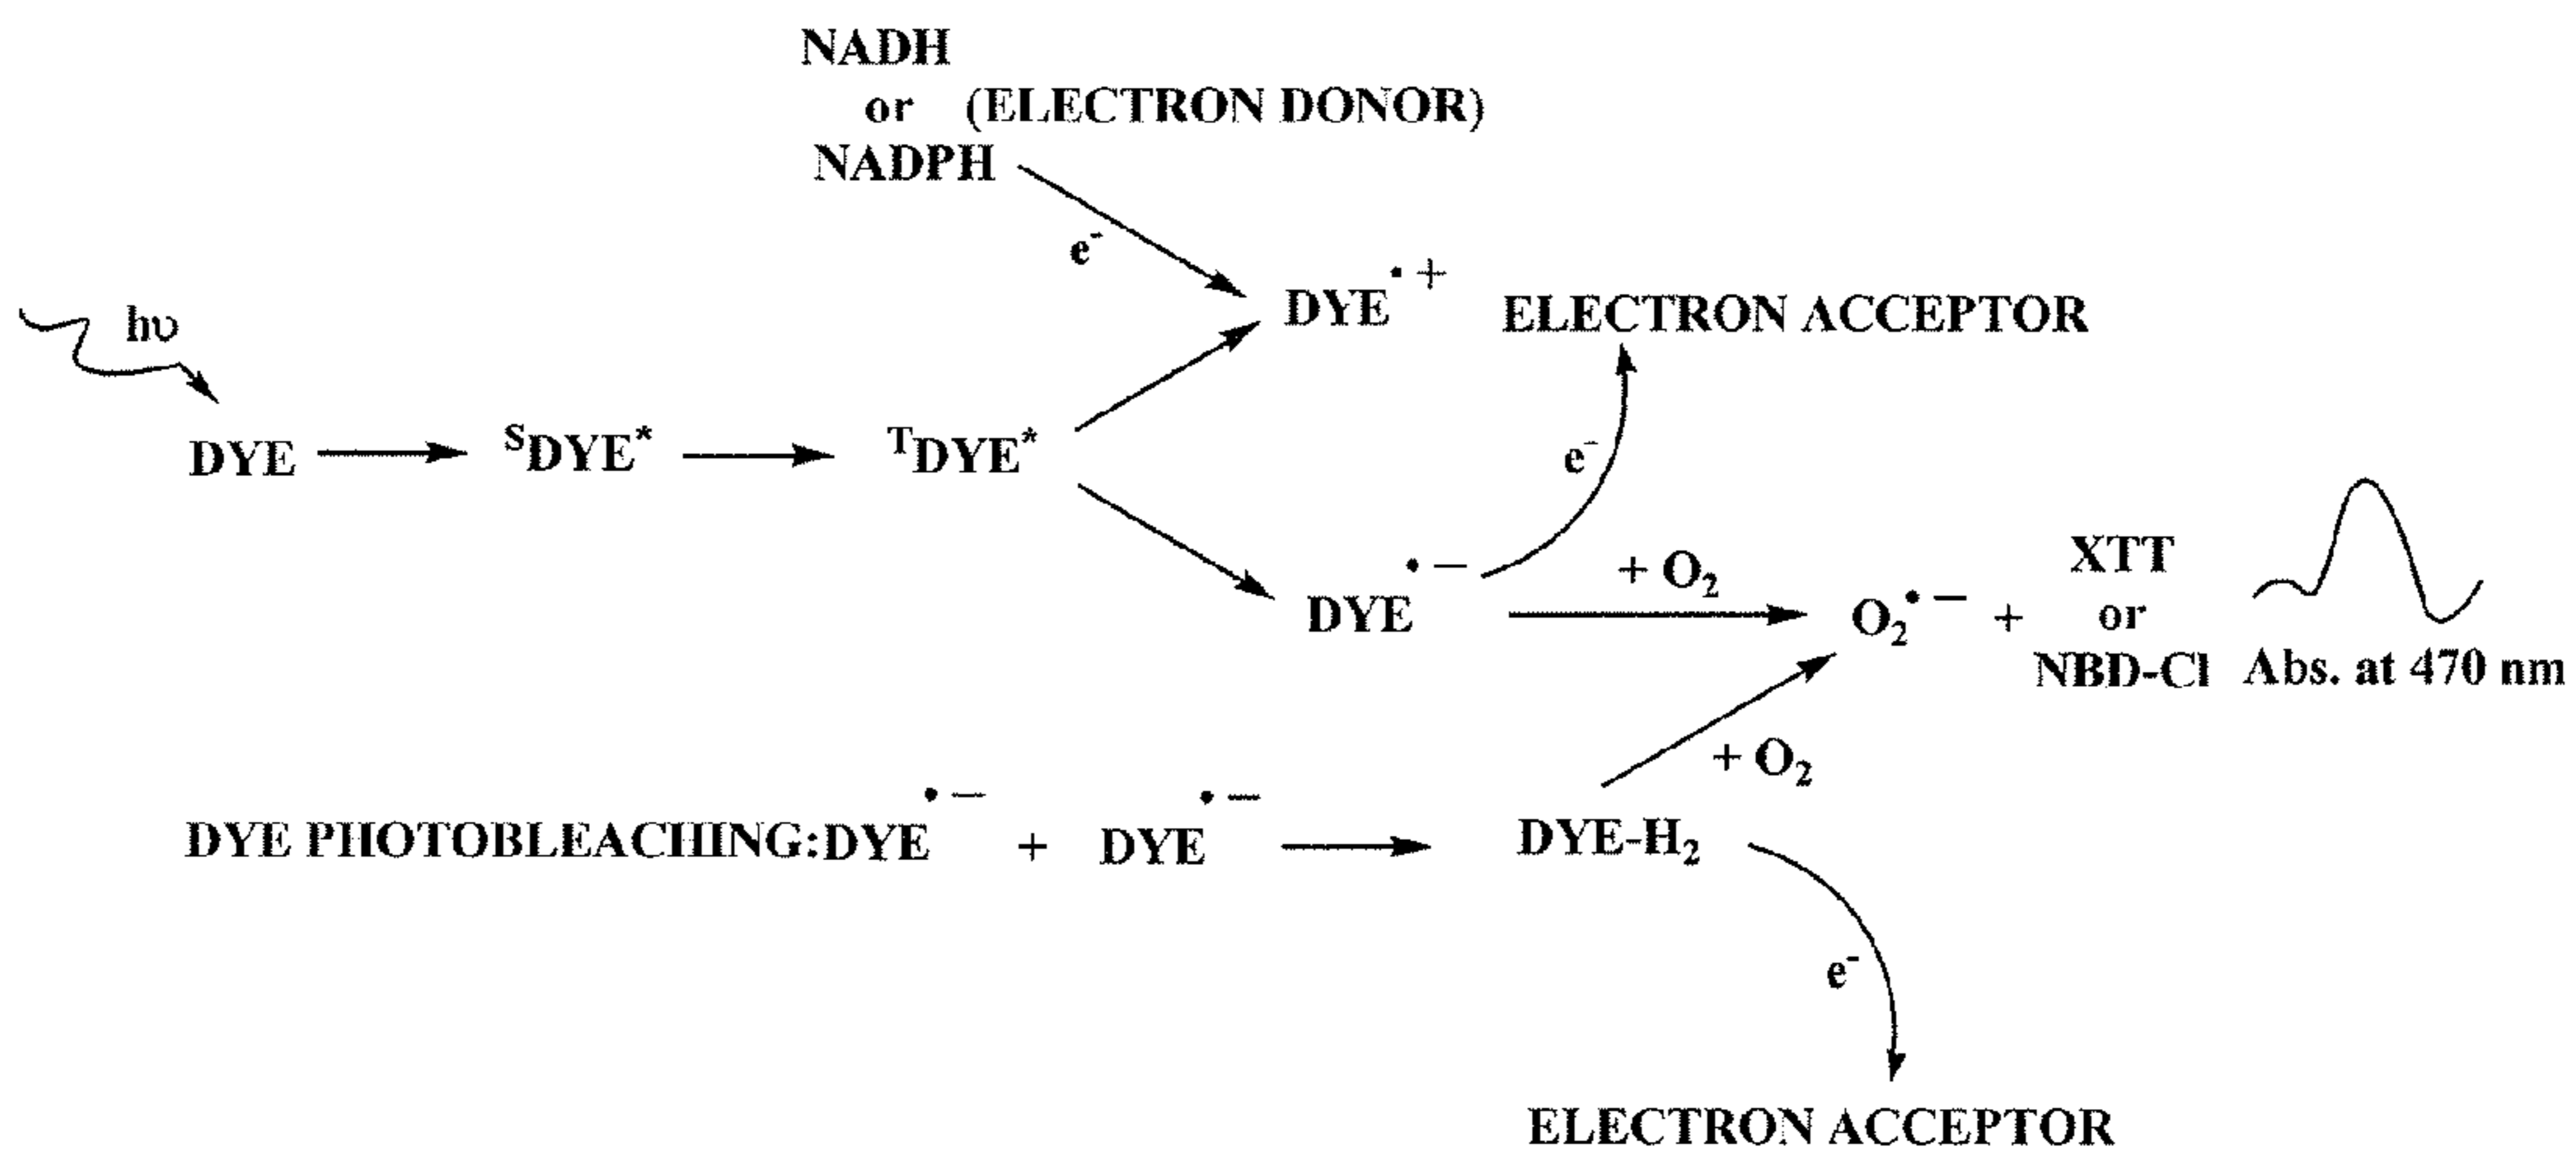 NADH
or (ELECTRON DONOR)
NADPH
e⁻
hυ
DYE•+ ELECTRON ACCEPTOR
DYE SDYE* TDYE*
e⁻
DYE•− + O₂ O₂•− + XTT
or
NBD-Cl Abs. at 470 nm
+ O₂
DYE PHOTOBLEACHING:DYE•− + DYE•− DYE-H₂
e⁻
ELECTRON ACCEPTOR